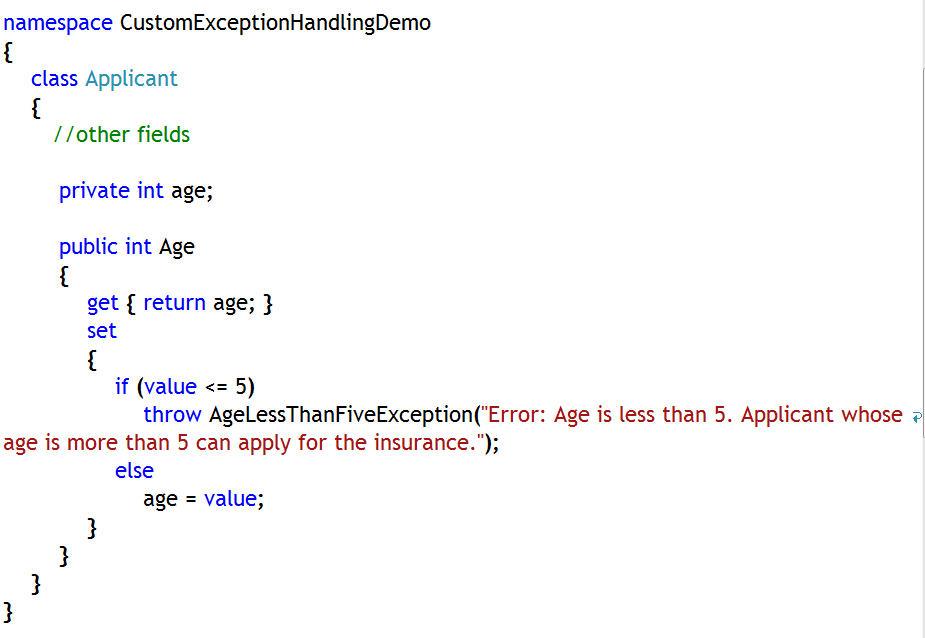 namespace CustomExceptionHandlingDemo
{
class Applicant
{
//other fields
private int age;
public int Age
{
get { return age; }
set
{
if (value <= 5)
throw AgeLessThanFiveException("Error: Age is less than 5. Applicant whose
age is more than 5 can apply for the insurance.");
else
age = value;
}
}
}
}